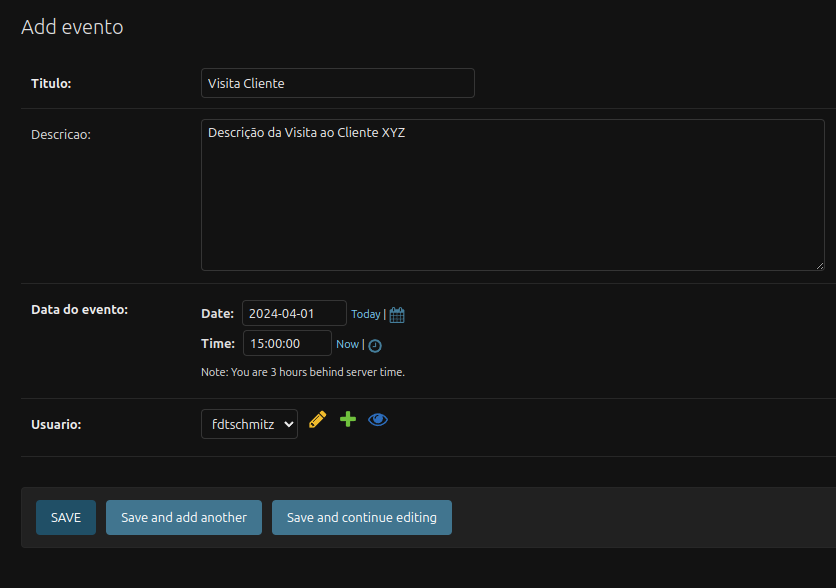 Add evento
Titulo: Visita Cliente
Descricao: Descrição da Visita ao Cliente XYZ
Data do evento: Date: 2024-04-01 Today |
Time: 15:00:00 Now |
Note: You are 3 hours behind server time.
Usuario: fdtschmitz
SAVE Save and add another Save and continue editing